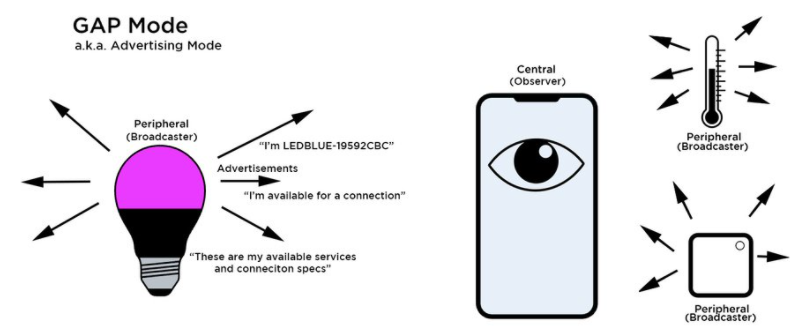 GAP Mode
a.k.a. Advertising Mode
Peripheral
(Broadcaster)
"I'm LEDBLUE-19592CBC"
Advertisements
"I'm available for a connection"
"These are my available services
and conneciton specs"
Central
(Observer)
Peripheral
(Broadcaster)
Peripheral
(Broadcaster)